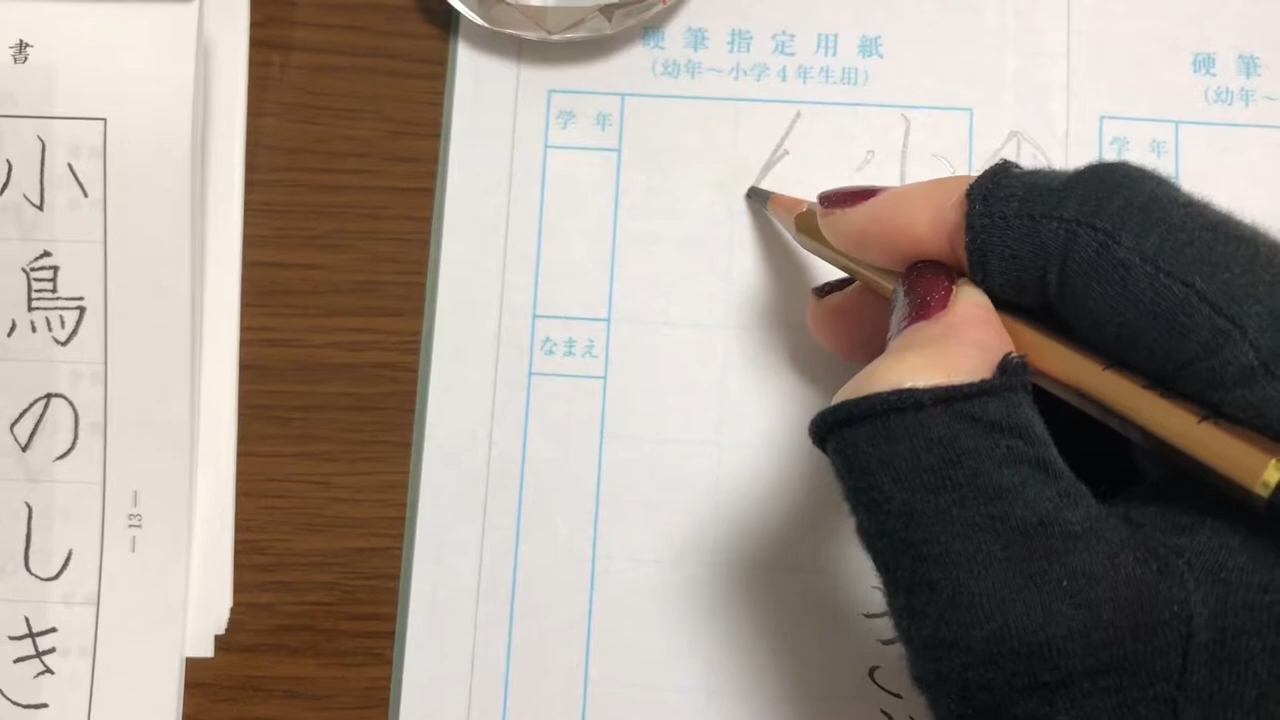 書
小鳥のしき
— 13 —
硬筆指定用紙
(幼年〜小学4年生用)
学年
なまえ
小
硬筆
(幼年〜
学年